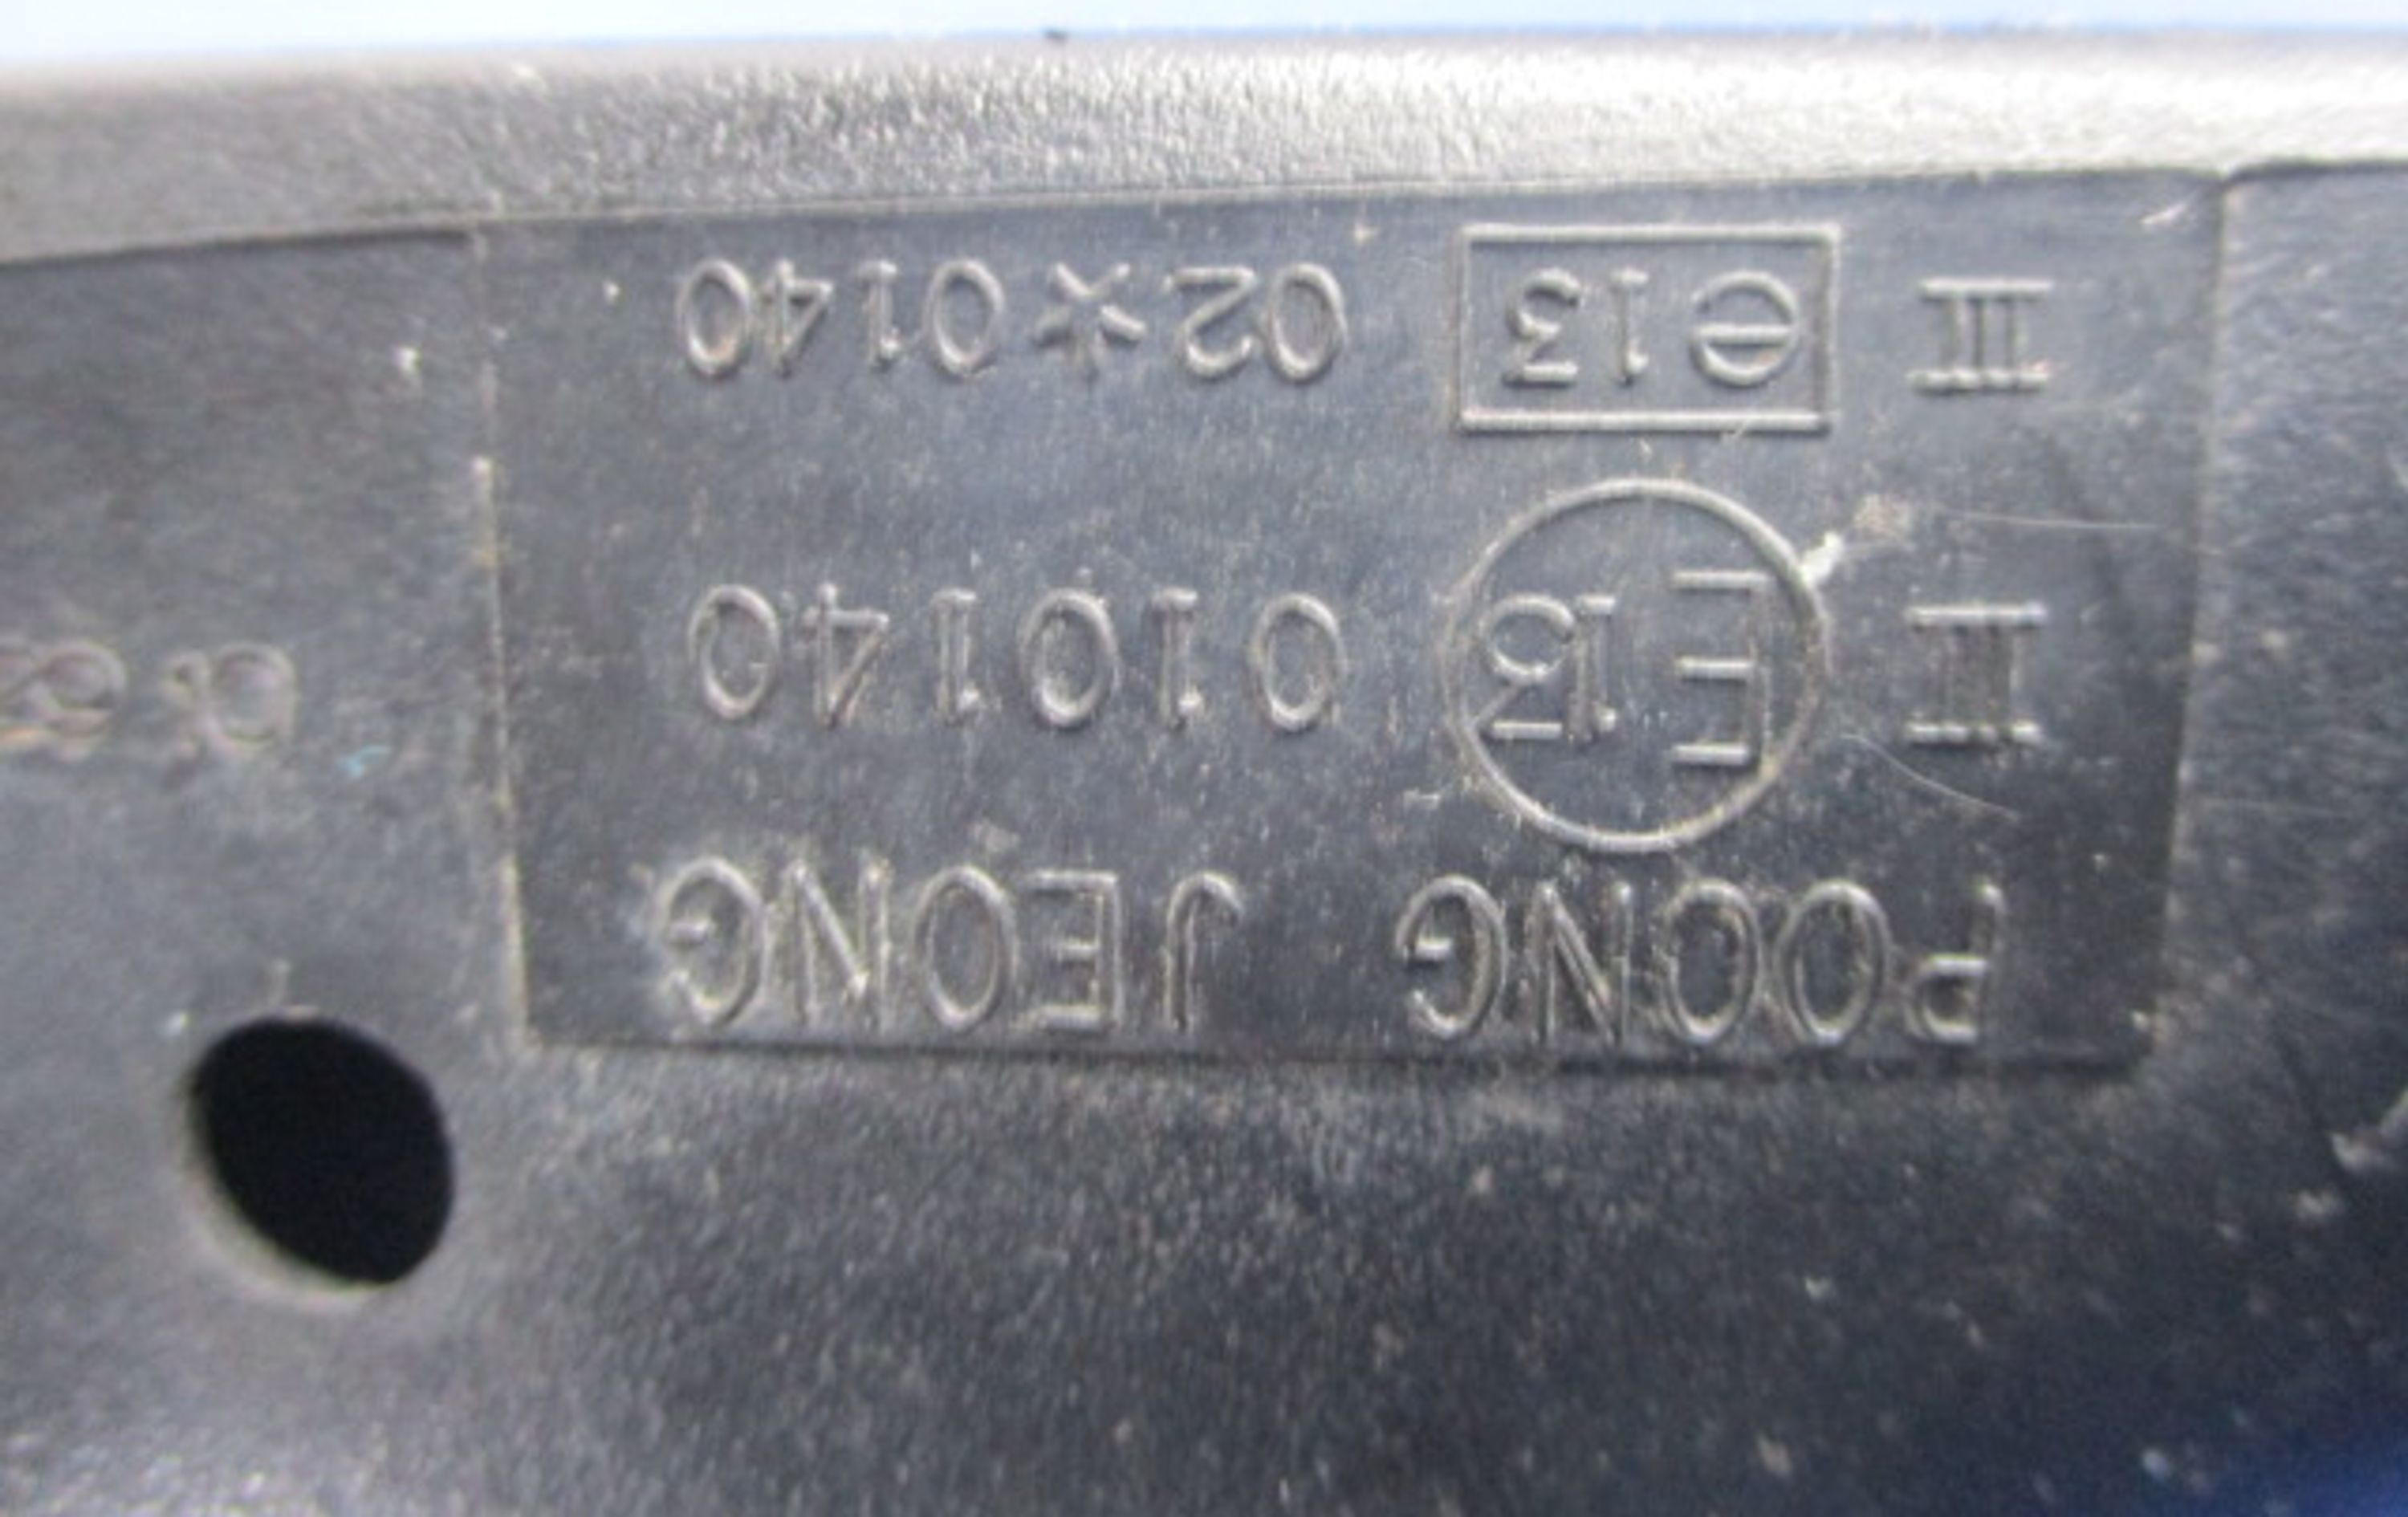 POONG JEONG
III E13 010140
III e13 02*0140